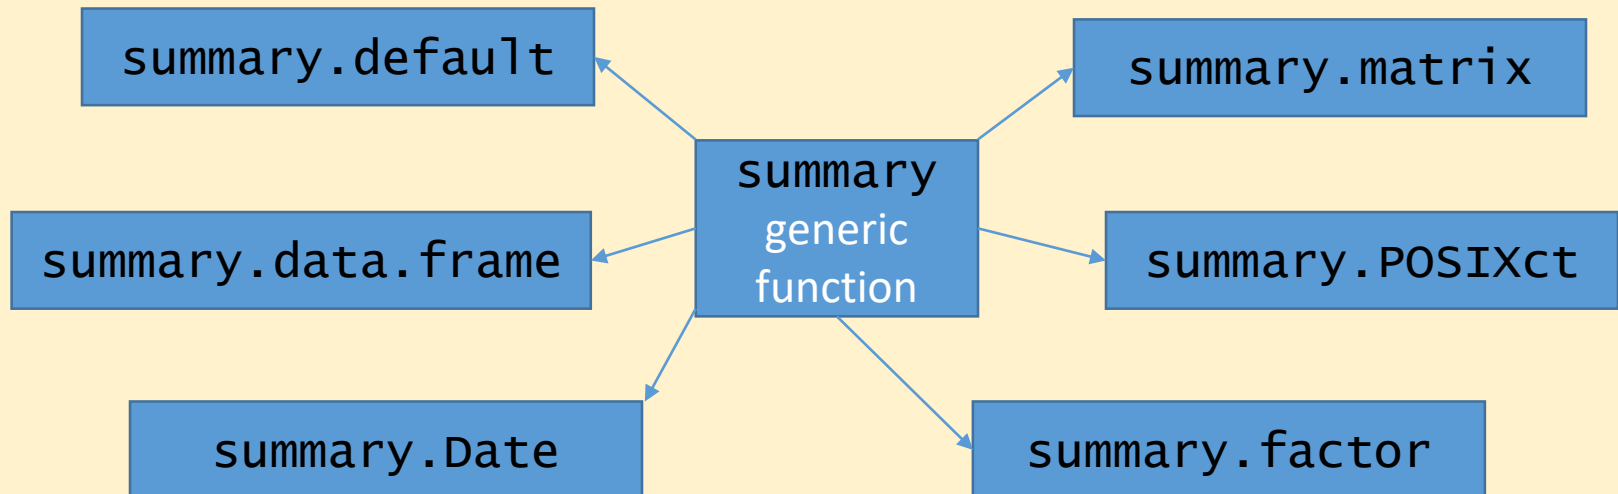 summary.default
summary.matrix
summary
generic
function
summary.data.frame
summary.POSIXct
summary.Date
summary.factor